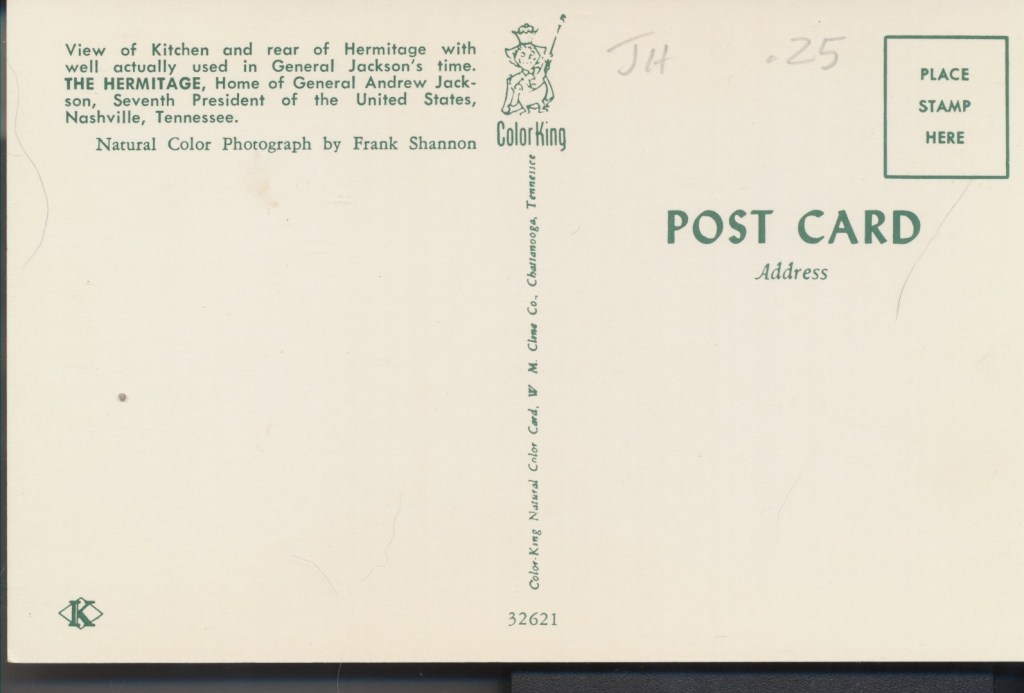 View of Kitchen and rear of Hermitage with
well actually used in General Jackson's time.
THE HERMITAGE, Home of General Andrew Jack-
son, Seventh President of the United States,
Nashville, Tennessee.
Natural Color Photograph by Frank Shannon
Color King
Color-King Natural Color Card, W. M. Cline Co., Chattanooga, Tennessee
32621
K
JH .25
PLACE
STAMP
HERE
POST CARD
Address